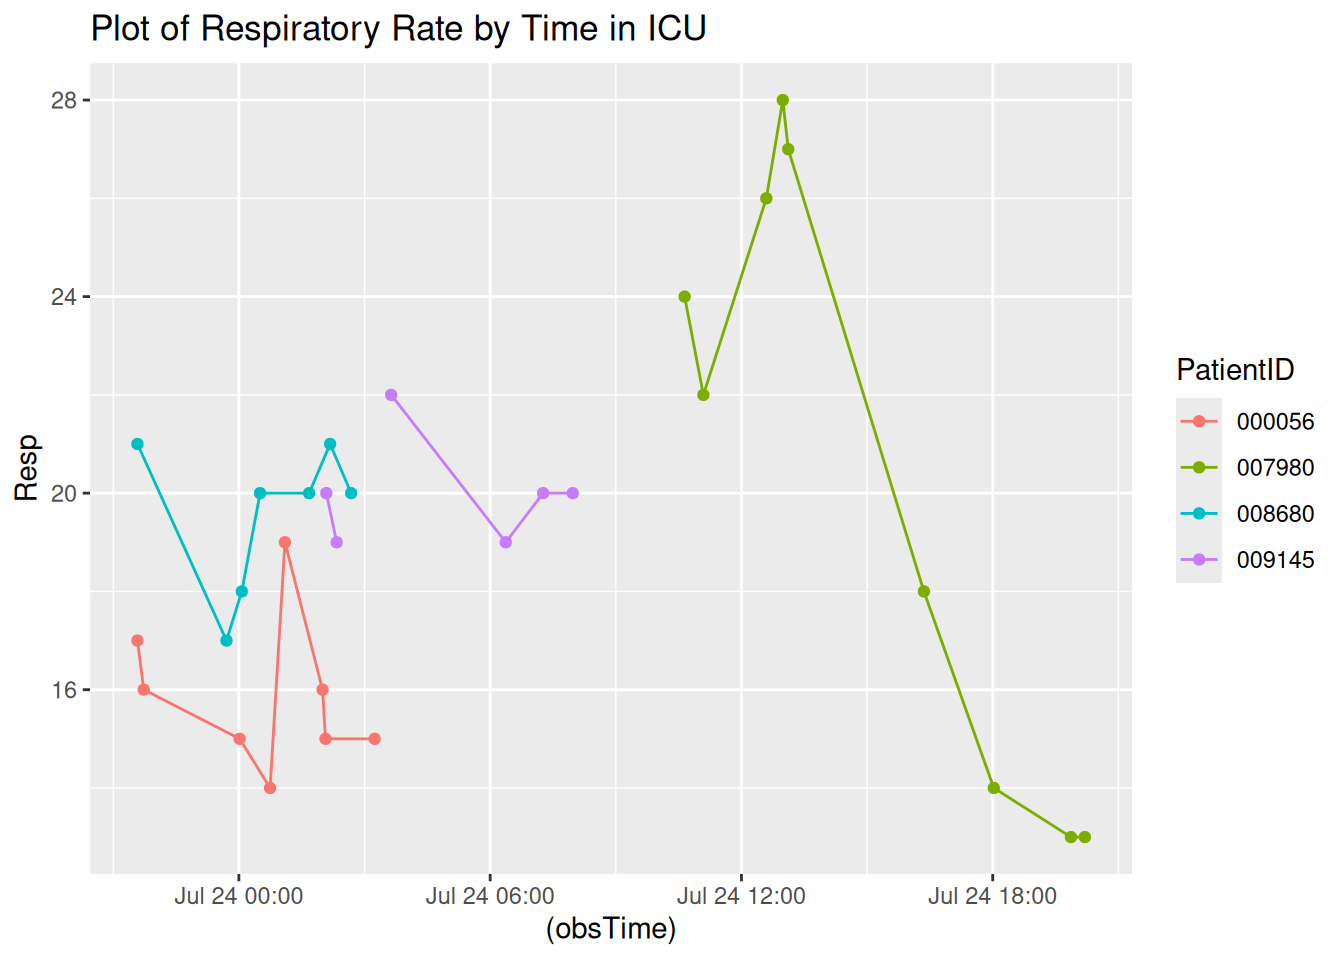 Plot of Respiratory Rate by Time in ICU
28
24
20
16
Resp
Jul 24 00:00
Jul 24 06:00
Jul 24 12:00
Jul 24 18:00
(obsTime)
PatientID
000056
007980
008680
009145